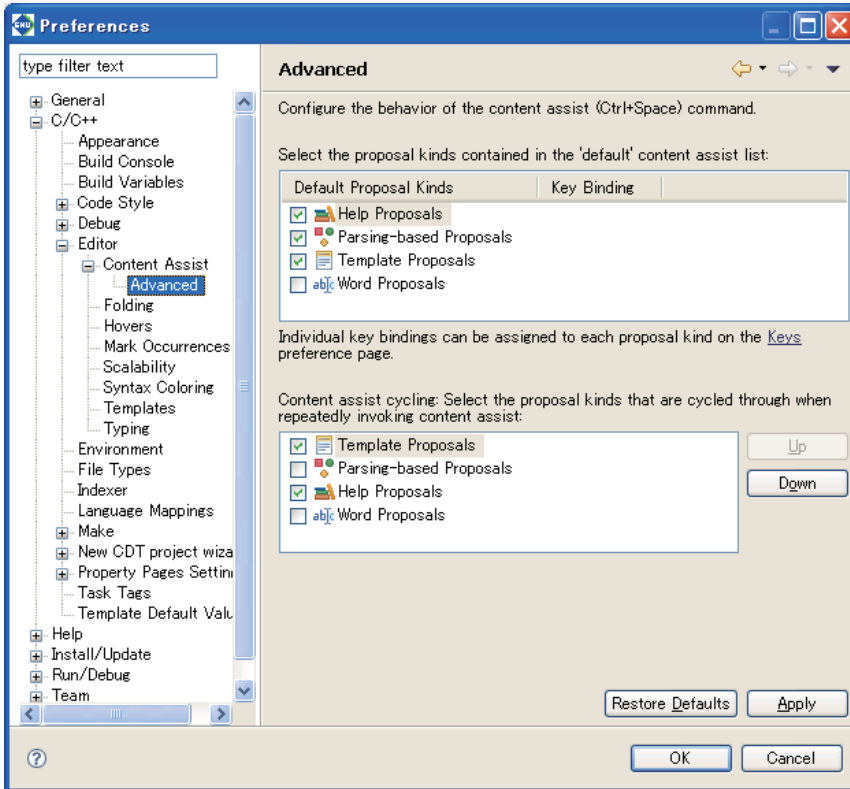 GNU Preferences
type filter text
General
C/C++
Appearance
Build Console
Build Variables
Code Style
Debug
Editor
Content Assist
Advanced
Folding
Hovers
Mark Occurrences
Scalability
Syntax Coloring
Templates
Typing
Environment
File Types
Indexer
Language Mappings
Make
New CDT project wiza
Property Pages Settin
Task Tags
Template Default Valu
Help
Install/Update
Run/Debug
Team
Advanced
Configure the behavior of the content assist (Ctrl+Space) command.
Select the proposal kinds contained in the 'default' content assist list:
Default Proposal Kinds Key Binding
Help Proposals
Parsing-based Proposals
Template Proposals
Word Proposals
Individual key bindings can be assigned to each proposal kind on the Keys
preference page.
Content assist cycling: Select the proposal kinds that are cycled through when
repeatedly invoking content assist:
Template Proposals
Parsing-based Proposals
Help Proposals
Word Proposals
Up
Down
Restore Defaults Apply
OK Cancel